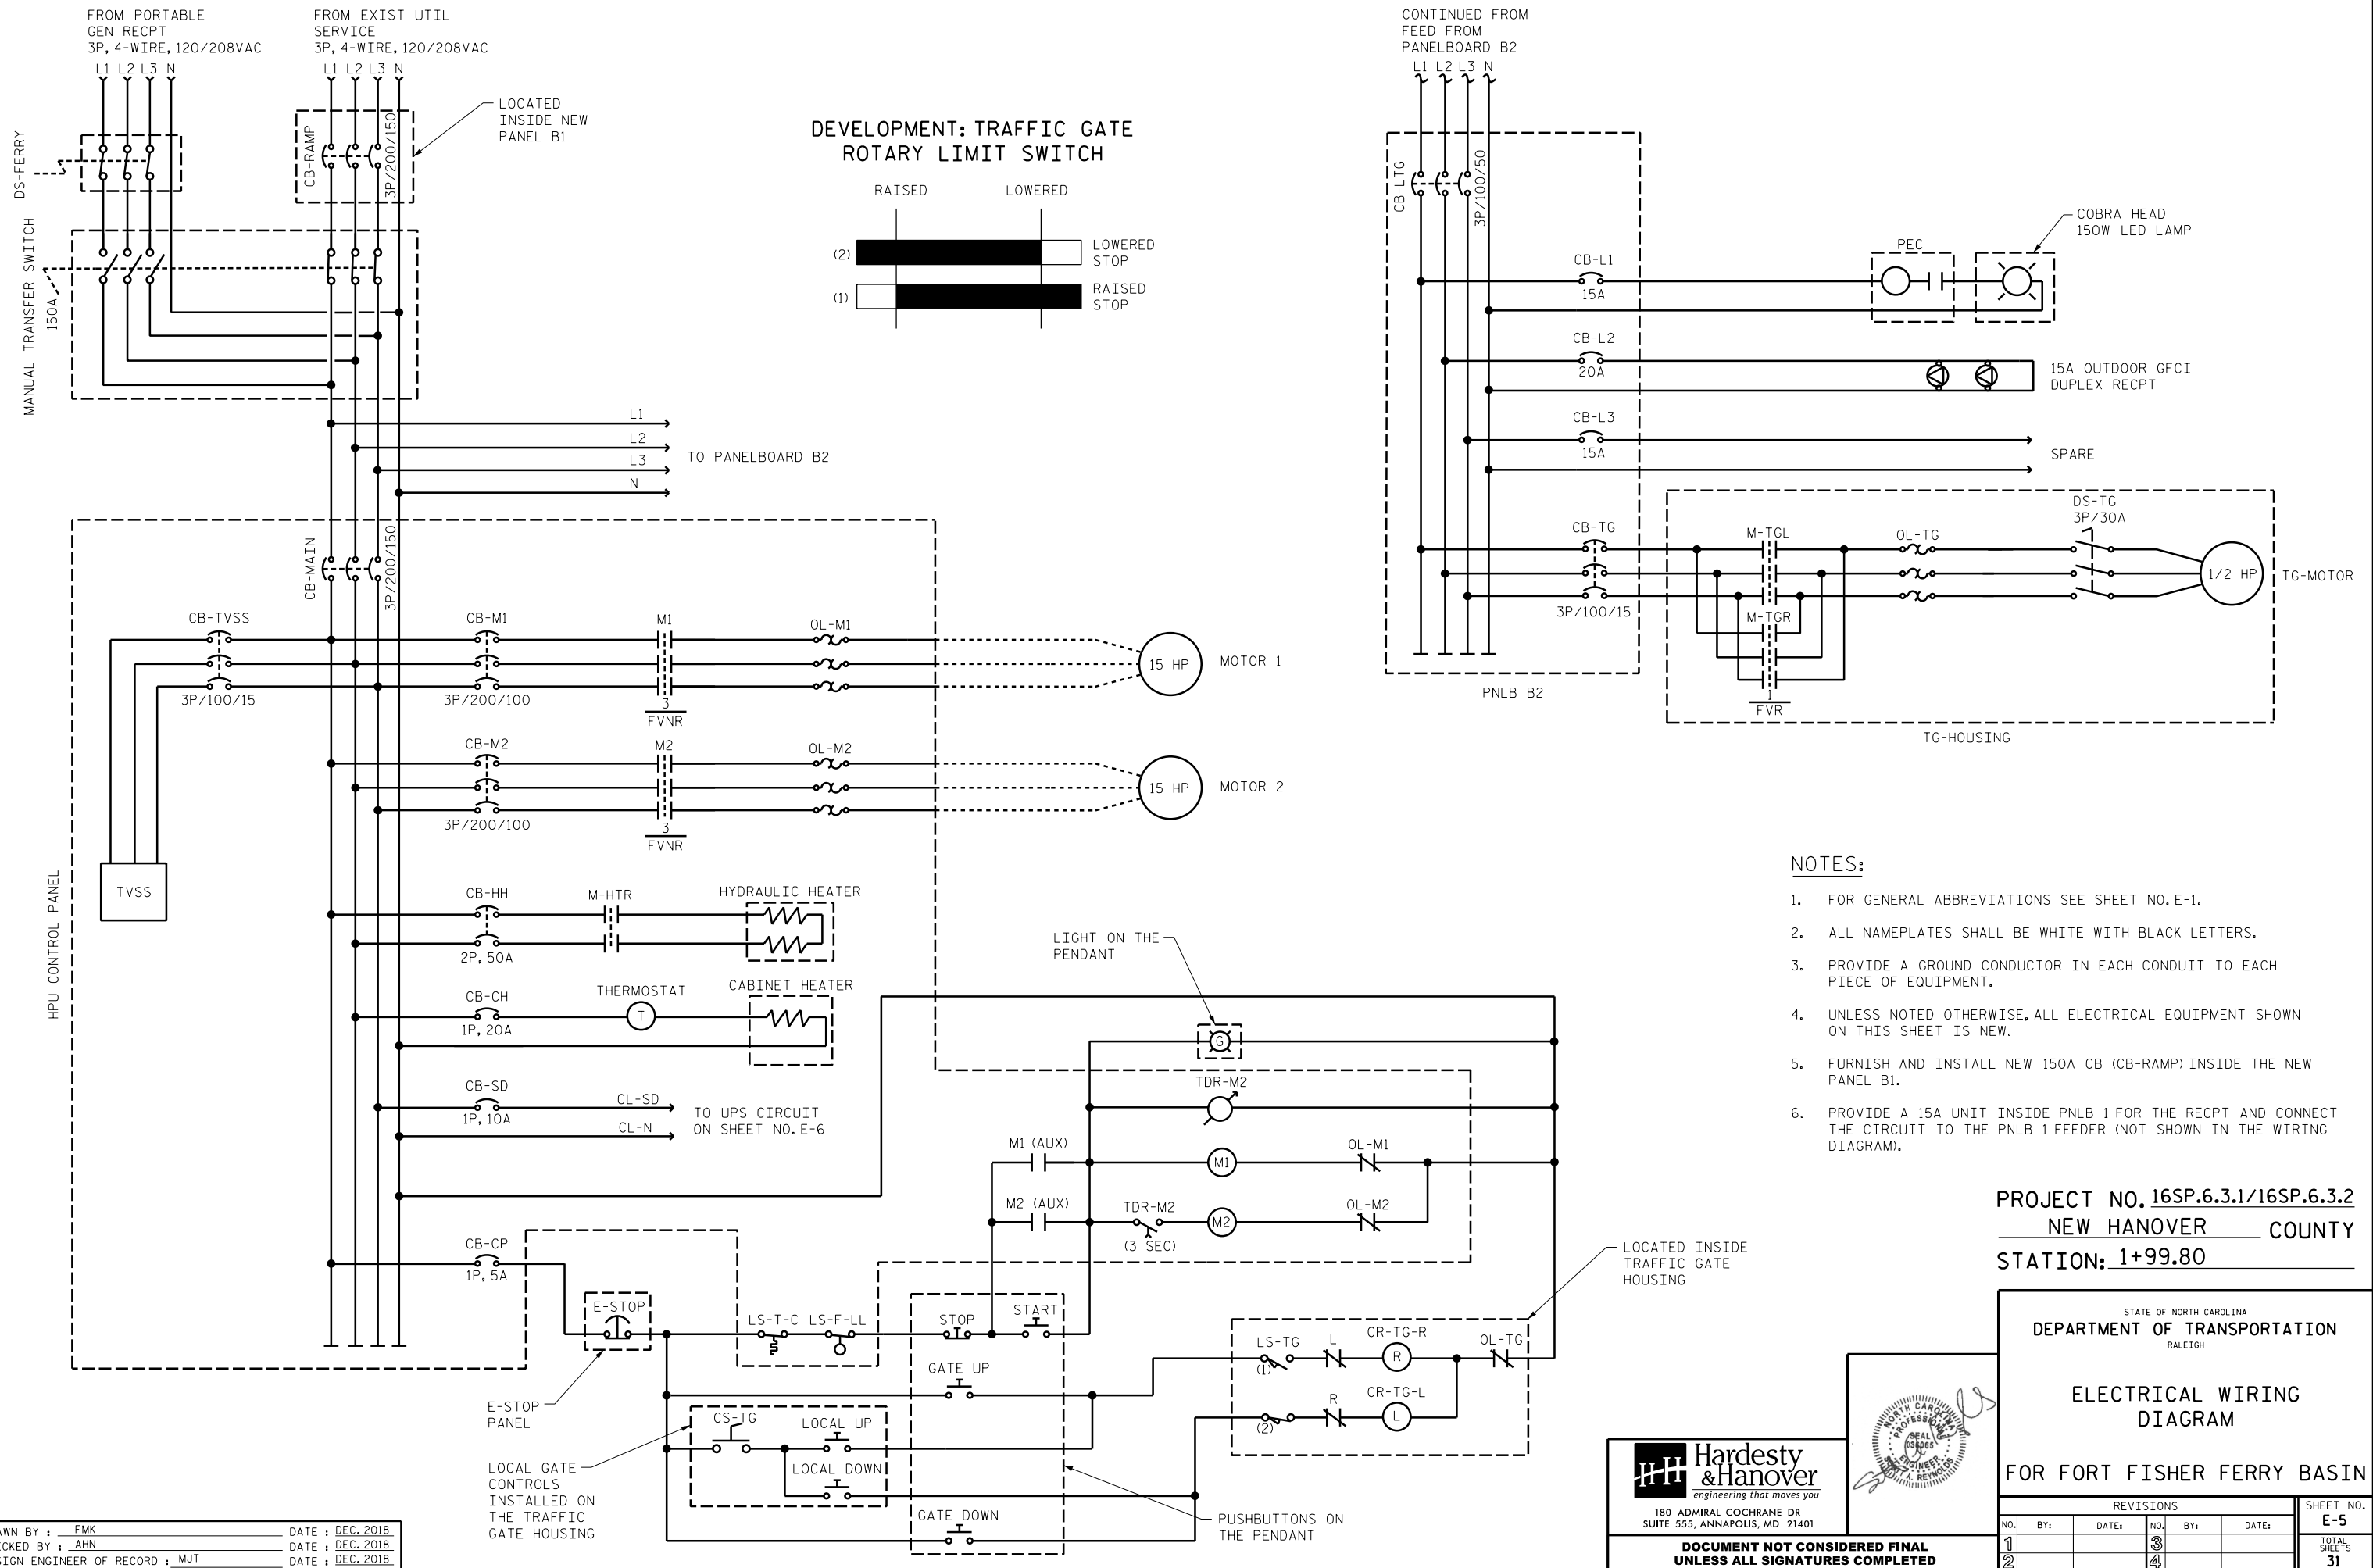 FROM PORTABLE
GEN RECPT
3P, 4-WIRE, 120/208VAC
L1 L2 L3 N
FROM EXIST UTIL
SERVICE
3P, 4-WIRE, 120/208VAC
L1 L2 L3 N
LOCATED
INSIDE NEW
PANEL B1
DS-FERRY
CB-RAMP
3P/200/150
MANUAL TRANSFER SWITCH
150A
DEVELOPMENT: TRAFFIC GATE
ROTARY LIMIT SWITCH
RAISED
LOWERED
(2)
LOWERED
STOP
(1)
RAISED
STOP
L1
L2
L3
N
TO PANELBOARD B2
CONTINUED FROM
FEED FROM
PANELBOARD B2
L1 L2 L3 N
CB-LTG
3P/100/50
CB-L1
15A
PEC
COBRA HEAD
150W LED LAMP
CB-L2
20A
15A OUTDOOR GFCI
DUPLEX RECPT
CB-L3
15A
SPARE
CB-TG
3P/100/15
M-TGL
M-TGR
1
FVR
OL-TG
DS-TG
3P/30A
1/2 HP
TG-MOTOR
PNLB B2
TG-HOUSING
HPU CONTROL PANEL
CB-MAIN
3P/200/150
CB-TVSS
3P/100/15
TVSS
CB-M1
3P/200/100
M1
3
FVNR
OL-M1
15 HP
MOTOR 1
CB-M2
3P/200/100
M2
3
FVNR
OL-M2
15 HP
MOTOR 2
CB-HH
2P, 50A
M-HTR
HYDRAULIC HEATER
CB-CH
1P, 20A
THERMOSTAT
T
CABINET HEATER
CB-SD
1P, 10A
CL-SD
CL-N
TO UPS CIRCUIT
ON SHEET NO. E-6
LIGHT ON THE
PENDANT
G
TDR-M2
M1 (AUX)
M1
OL-M1
M2 (AUX)
TDR-M2
(3 SEC)
M2
OL-M2
CB-CP
1P, 5A
E-STOP
LS-T-C
LS-F-LL
STOP
START
E-STOP
PANEL
GATE UP
CS-TG
LOCAL UP
LOCAL DOWN
GATE DOWN
LOCAL GATE
CONTROLS
INSTALLED ON
THE TRAFFIC
GATE HOUSING
PUSHBUTTONS ON
THE PENDANT
LOCATED INSIDE
TRAFFIC GATE
HOUSING
LS-TG
(1)
L
CR-TG-R
R
OL-TG
(2)
R
CR-TG-L
L
NOTES:
1. FOR GENERAL ABBREVIATIONS SEE SHEET NO. E-1.
2. ALL NAMEPLATES SHALL BE WHITE WITH BLACK LETTERS.
3. PROVIDE A GROUND CONDUCTOR IN EACH CONDUIT TO EACH
PIECE OF EQUIPMENT.
4. UNLESS NOTED OTHERWISE, ALL ELECTRICAL EQUIPMENT SHOWN
ON THIS SHEET IS NEW.
5. FURNISH AND INSTALL NEW 150A CB (CB-RAMP) INSIDE THE NEW
PANEL B1.
6. PROVIDE A 15A UNIT INSIDE PNLB 1 FOR THE RECPT AND CONNECT
THE CIRCUIT TO THE PNLB 1 FEEDER (NOT SHOWN IN THE WIRING
DIAGRAM).
PROJECT NO. 16SP.6.3.1/16SP.6.3.2
NEW HANOVER COUNTY
STATION: 1+99.80
STATE OF NORTH CAROLINA
DEPARTMENT OF TRANSPORTATION
RALEIGH
ELECTRICAL WIRING
DIAGRAM
FOR FORT FISHER FERRY BASIN
REVISIONS
NO. BY: DATE: NO. BY: DATE:
1 3
2 4
SHEET NO.
E-5
TOTAL
SHEETS
31
HH
Hardesty
&Hanover
engineering that moves you
180 ADMIRAL COCHRANE DR
SUITE 555, ANNAPOLIS, MD 21401
DOCUMENT NOT CONSIDERED FINAL
UNLESS ALL SIGNATURES COMPLETED
NORTH CAROLINA
PROFESSIONAL
SEAL
ENGINEER
A. REYNOLDS
AWN BY : FMK DATE : DEC. 2018
ECKED BY : AHN DATE : DEC. 2018
SIGN ENGINEER OF RECORD : MJT DATE : DEC. 2018